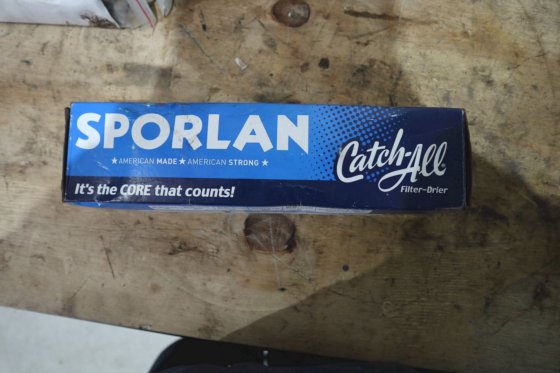 SPORLAN
★AMERICAN MADE★AMERICAN STRONG★
It's the CORE that counts!
Catch-All
Filter-Drier